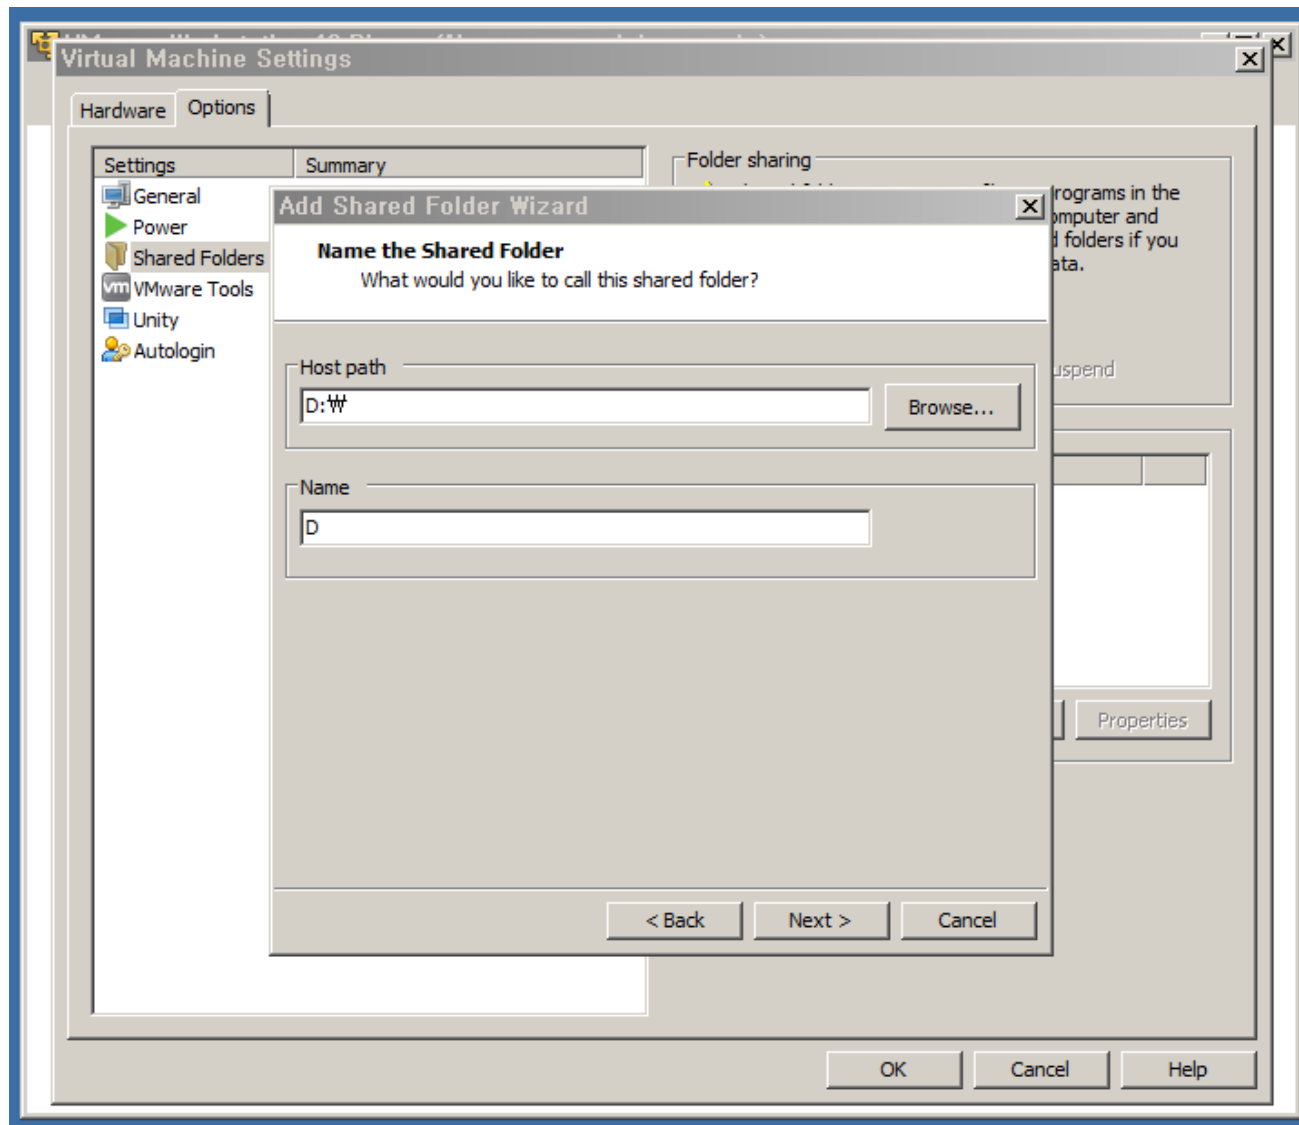 Virtual Machine Settings
Hardware
Options
Settings
Summary
General
Power
Shared Folders
VMware Tools
Unity
Autologin
Folder sharing
rograms in the
omputer and
d folders if you
ata.
uspend
Add Shared Folder Wizard
Name the Shared Folder
What would you like to call this shared folder?
Host path
D:₩
Browse...
Name
D
< Back
Next >
Cancel
Properties
OK
Cancel
Help